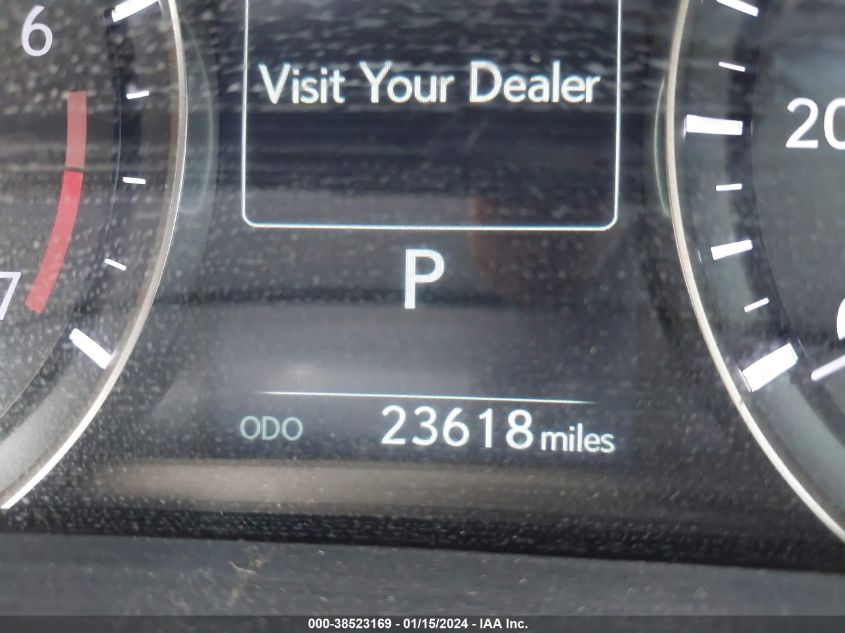 6
Visit Your Dealer
20
7
P
ODO 23618 miles
000-38523169 - 01/15/2024 - IAA Inc.